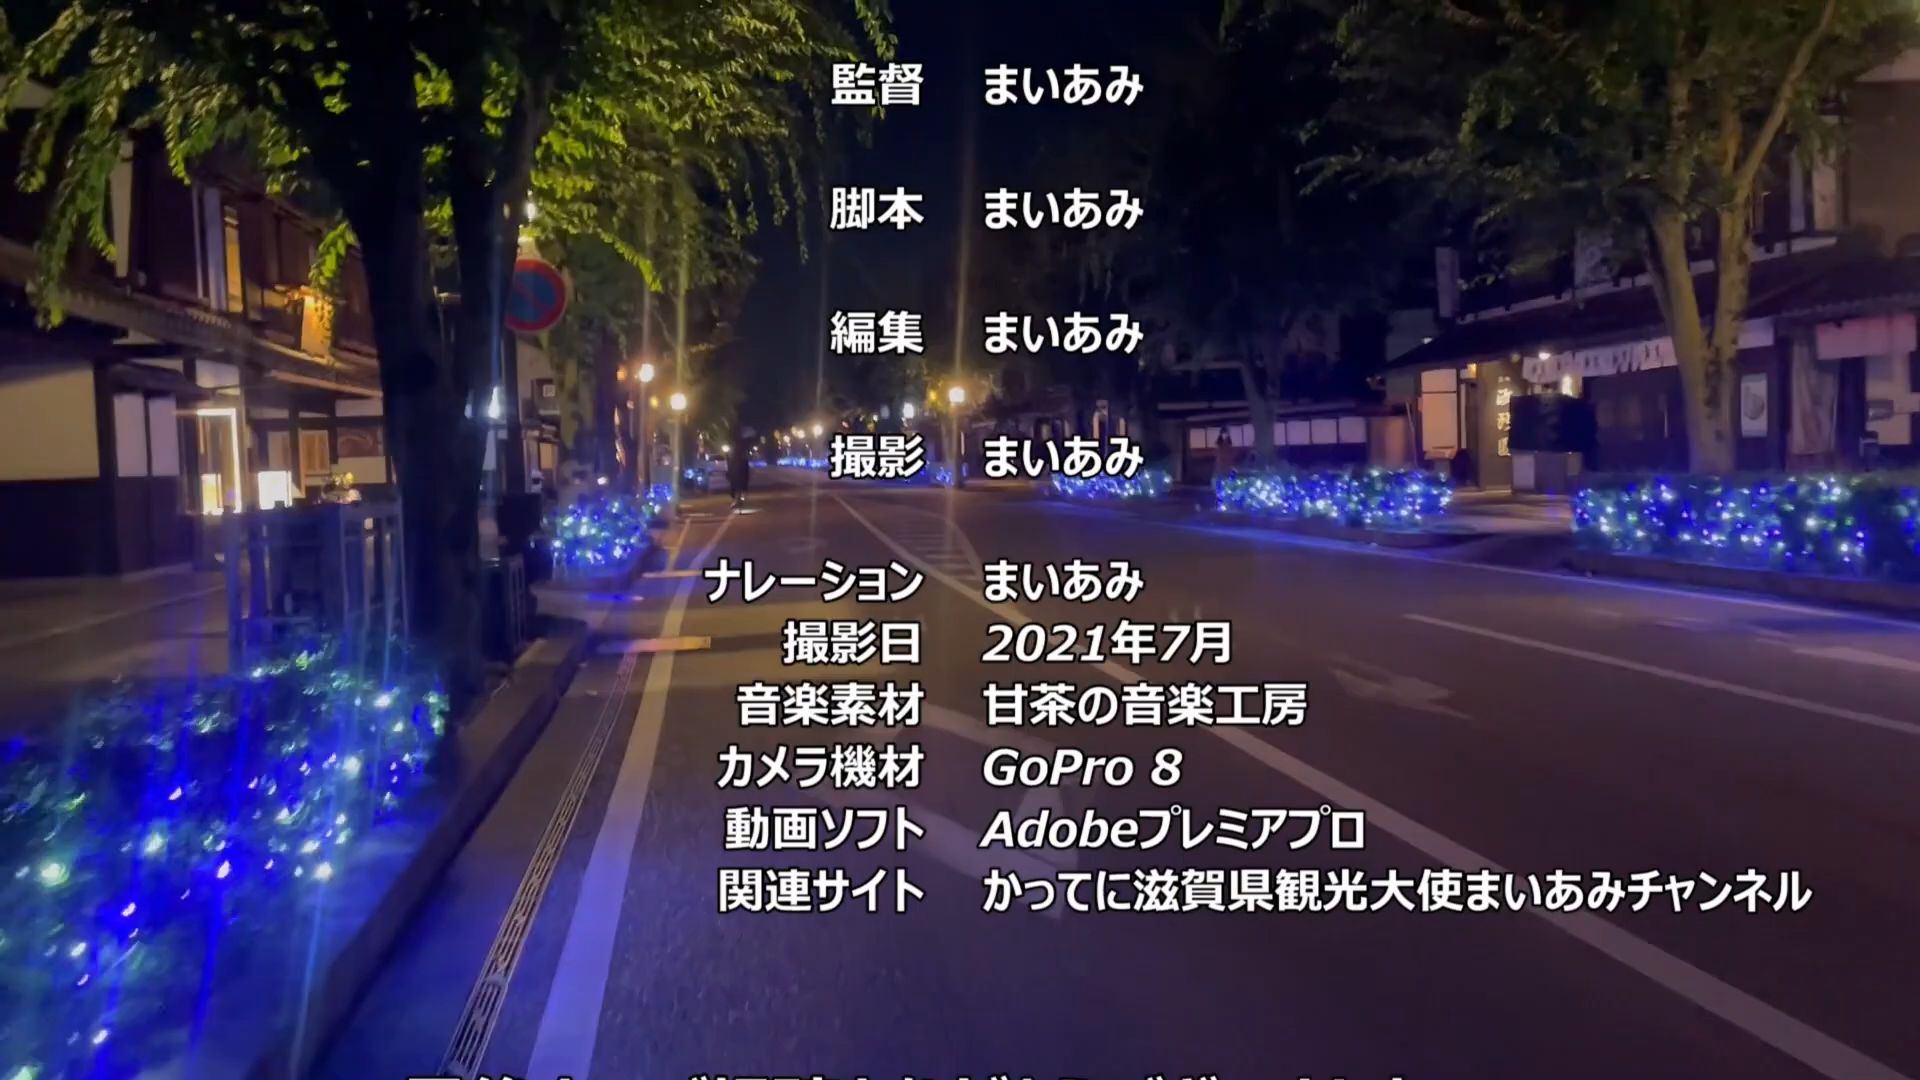 監督 まいあみ
脚本 まいあみ
編集 まいあみ
撮影 まいあみ
ナレーション まいあみ
撮影日 2021年7月
音楽素材 甘茶の音楽工房
カメラ機材 GoPro 8
動画ソフト Adobeプレミアプロ
関連サイト かってに滋賀県観光大使まいあみチャンネル